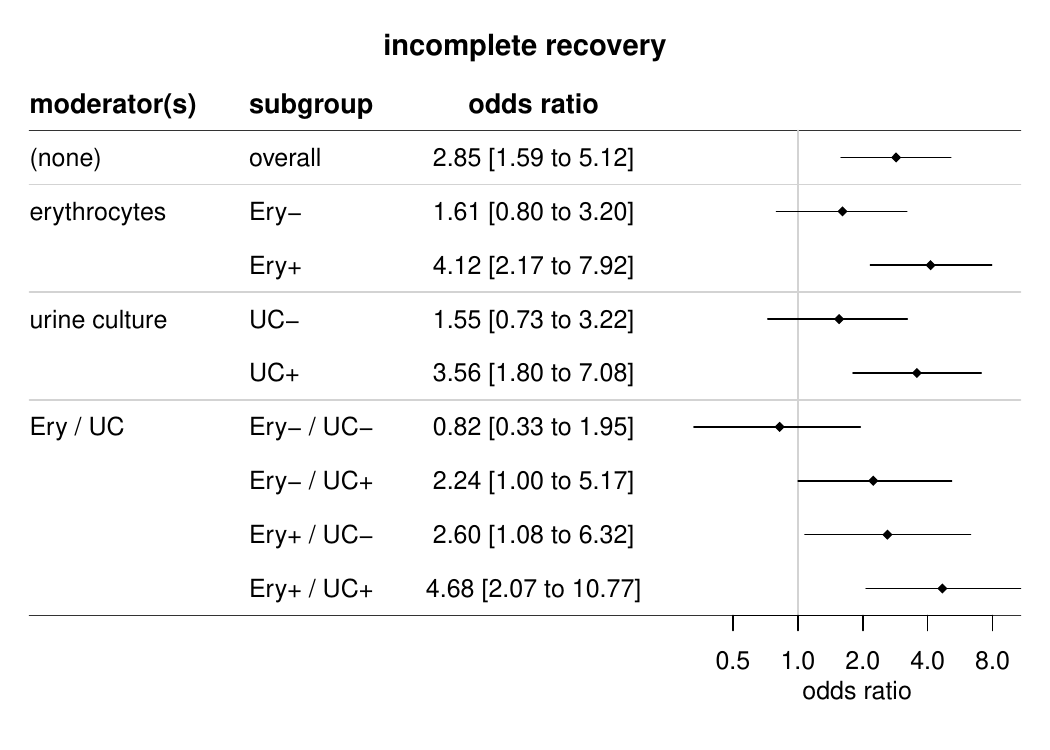 incomplete recovery
moderator(s) subgroup odds ratio
(none) overall 2.85 [1.59 to 5.12]
erythrocytes Ery− 1.61 [0.80 to 3.20]
Ery+ 4.12 [2.17 to 7.92]
urine culture UC− 1.55 [0.73 to 3.22]
UC+ 3.56 [1.80 to 7.08]
Ery / UC Ery− / UC− 0.82 [0.33 to 1.95]
Ery− / UC+ 2.24 [1.00 to 5.17]
Ery+ / UC− 2.60 [1.08 to 6.32]
Ery+ / UC+ 4.68 [2.07 to 10.77]
0.5 1.0 2.0 4.0 8.0
odds ratio